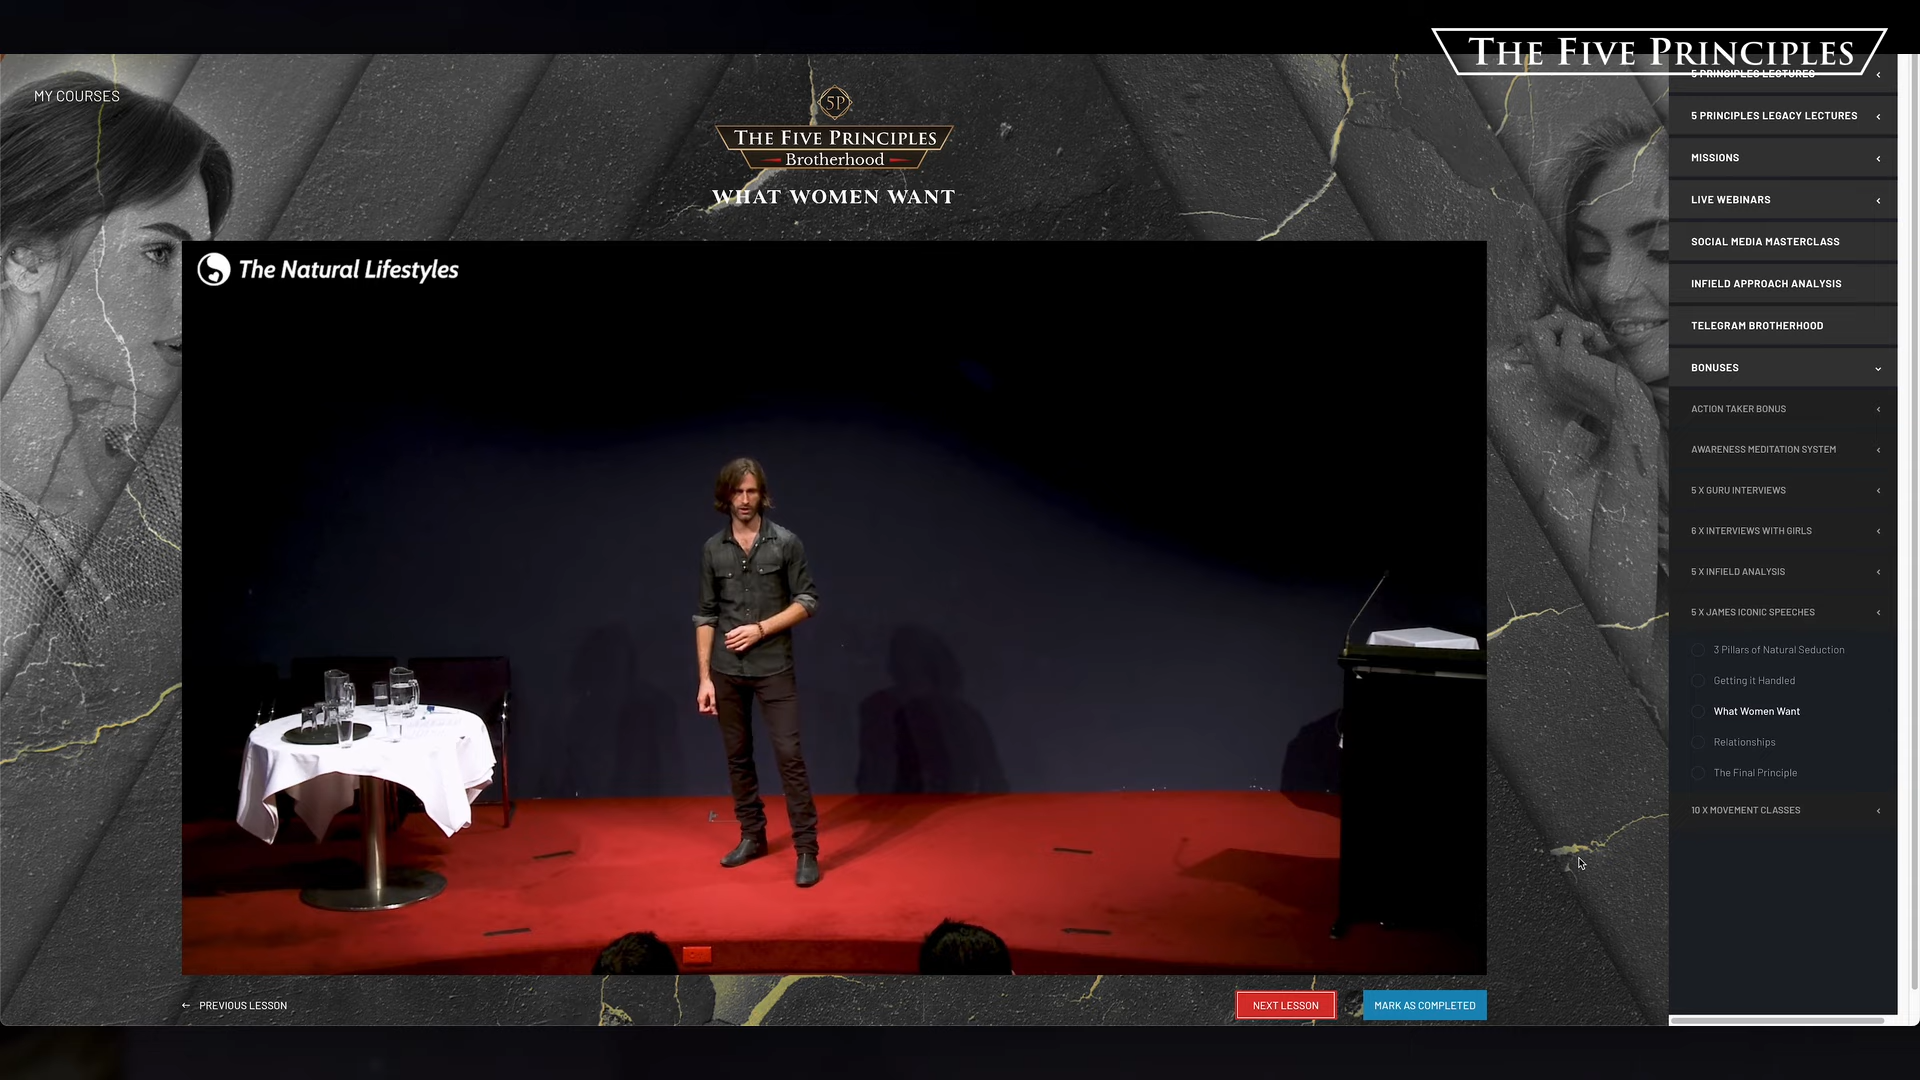 THE FIVE PRINCIPLES
MY COURSES
5P
THE FIVE PRINCIPLES
Brotherhood
WHAT WOMEN WANT
The Natural Lifestyles
5 PRINCIPLES LECTURES
5 PRINCIPLES LEGACY LECTURES
MISSIONS
LIVE WEBINARS
SOCIAL MEDIA MASTERCLASS
INFIELD APPROACH ANALYSIS
TELEGRAM BROTHERHOOD
BONUSES
ACTION TAKER BONUS
AWARENESS MEDITATION SYSTEM
5 X GURU INTERVIEWS
6 X INTERVIEWS WITH GIRLS
5 X INFIELD ANALYSIS
5 X JAMES ICONIC SPEECHES
3 Pillars of Natural Seduction
Getting it Handled
What Women Want
Relationships
The Final Principle
10 X MOVEMENT CLASSES
PREVIOUS LESSON
NEXT LESSON
MARK AS COMPLETED